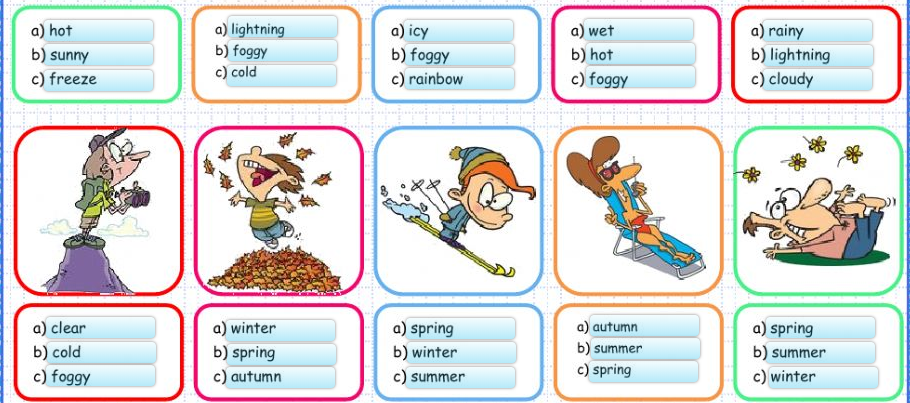 a) hot
b) sunny
c) freeze
a) lightning
b) foggy
c) cold
a) icy
b) foggy
c) rainbow
a) wet
b) hot
c) foggy
a) rainy
b) lightning
c) cloudy
a) clear
b) cold
c) foggy
a) winter
b) spring
c) autumn
a) spring
b) winter
c) summer
a) autumn
b) summer
c) spring
a) spring
b) summer
c) winter